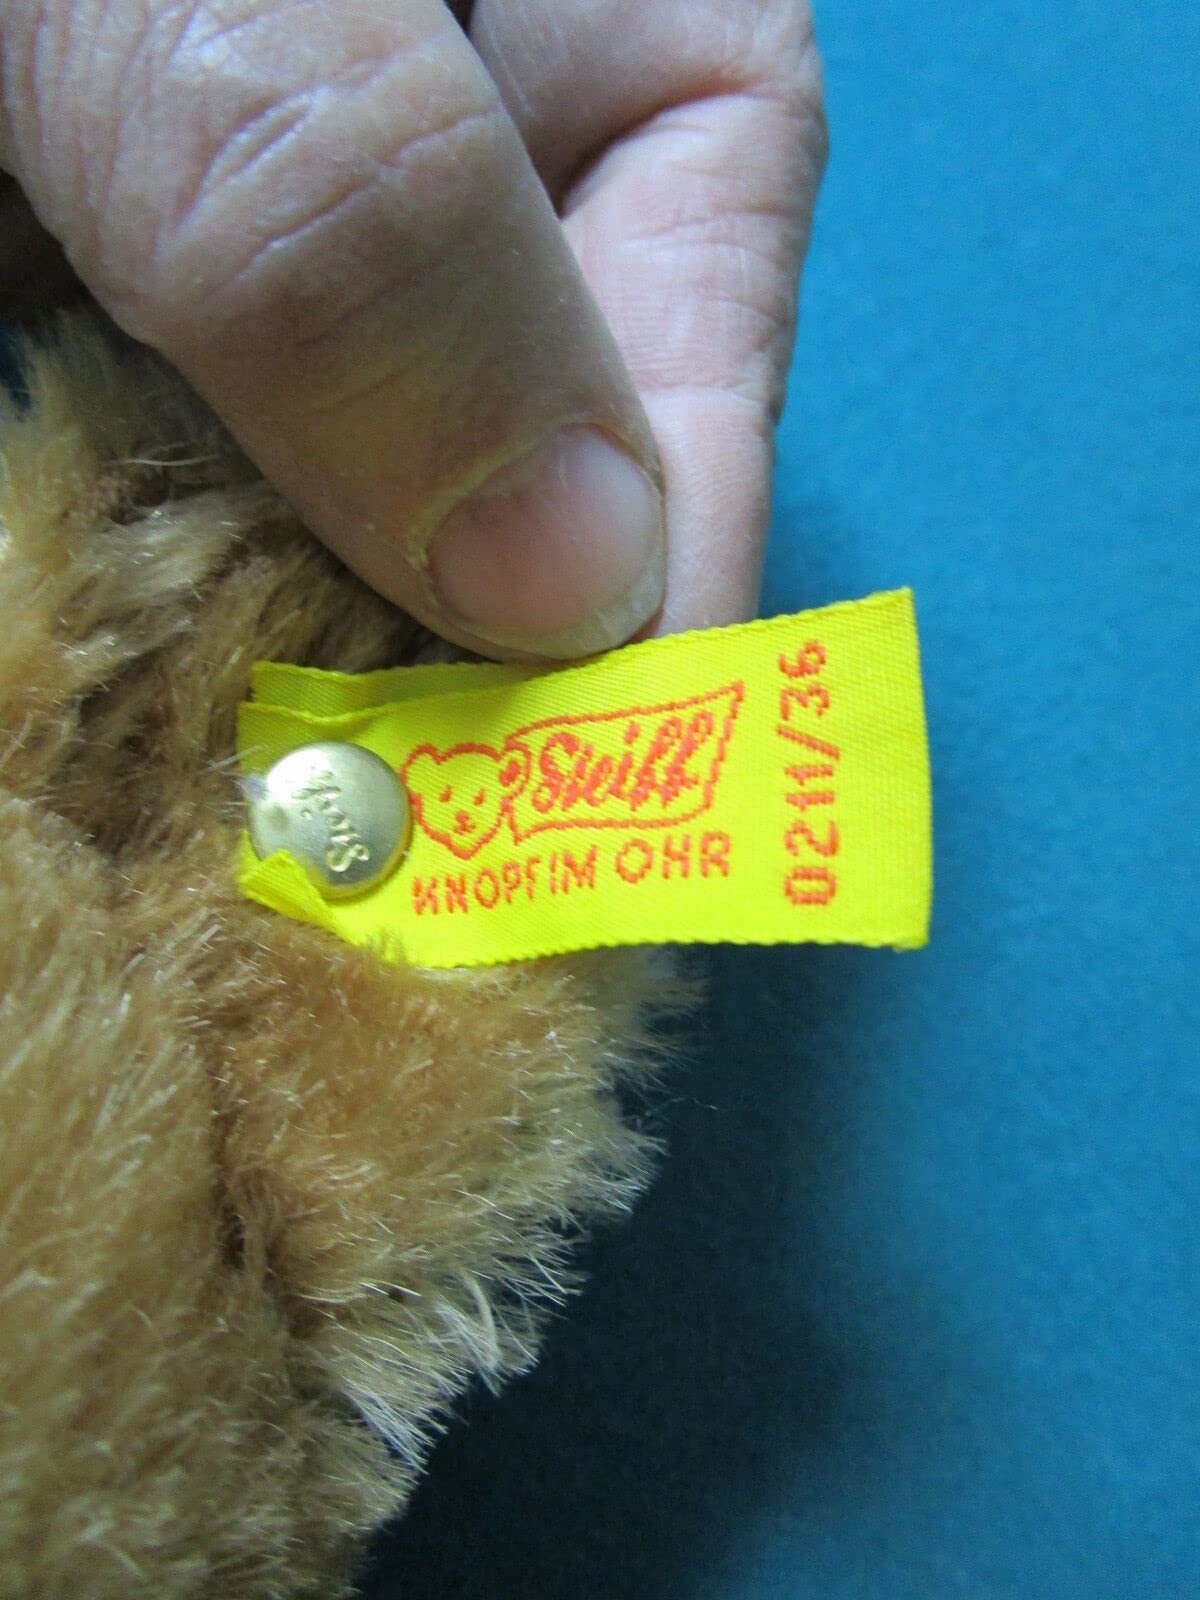 Steiff
Steiff
KNOPF IM OHR
0211/36